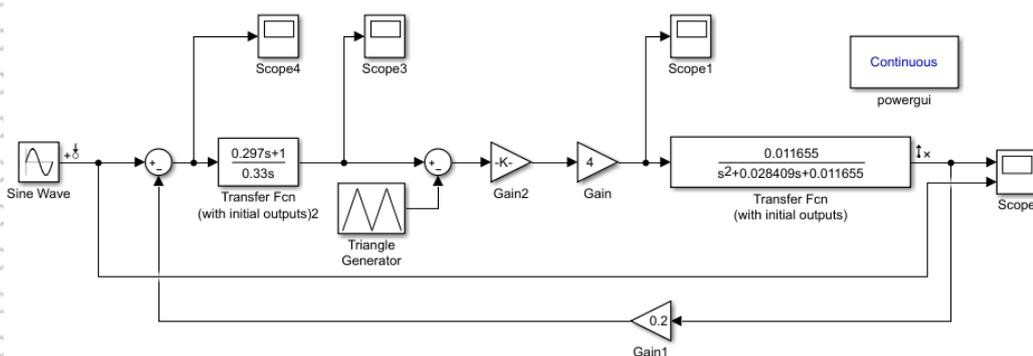 Scope4
Scope3
Scope1
Continuous
powergui
Sine Wave
0.297s+1
0.33s
Transfer Fcn
(with initial outputs)2
-K-
Gain2
4
Gain
0.011655
s2+0.028409s+0.011655
Transfer Fcn
(with initial outputs)
x
Scope
Triangle
Generator
0.2
Gain1